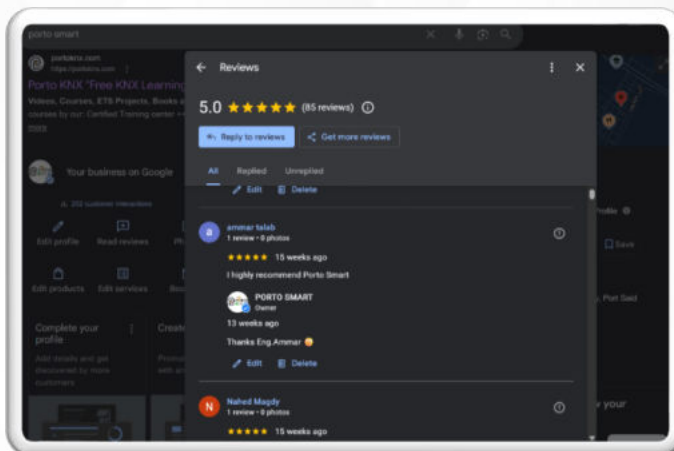 porto smart
portoknx.com
https://portoknx.com
Porto KNX "Free KNX Learning
Videos, Courses, ETS Projects, Books a
courses by our: Certified Training center
more
Your business on Google
202 customer interactions
Edit profile
Read reviews
Edit products
Edit services
Complete your
profile
Add details and get
discovered by more
customers
Reviews
5.0
(85 reviews)
Reply to reviews
Get more reviews
All
Replied
Unreplied
Edit
Delete
a
ammar talab
1 review • 0 photos
15 weeks ago
I highly recommend Porto Smart
PORTO SMART
Owner
13 weeks ago
Thanks Eng.Ammar
Edit
Delete
N
Nahed Magdy
1 review • 0 photos
15 weeks ago
Save
Port Said
your